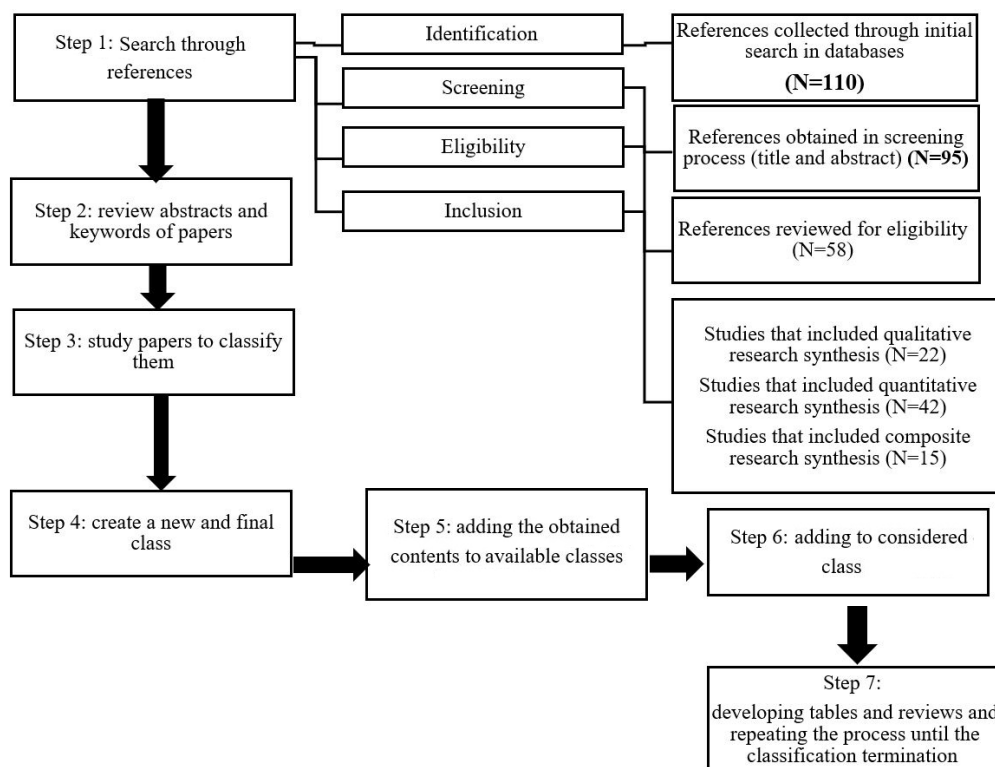 Step 1: Search through
references
Identification
References collected through initial
search in databases
(N=110)
Screening
References obtained in screening
process (title and abstract) (N=95)
Eligibility
Inclusion
References reviewed for eligibility
(N=58)
Step 2: review abstracts and
keywords of papers
Step 3: study papers to classify
them
Studies that included qualitative
research synthesis (N=22)
Studies that included quantitative
research synthesis (N=42)
Studies that included composite
research synthesis (N=15)
Step 4: create a new and final
class
Step 5: adding the obtained
contents to available classes
Step 6: adding to considered
class
Step 7:
developing tables and reviews and
repeating the process until the
classification termination